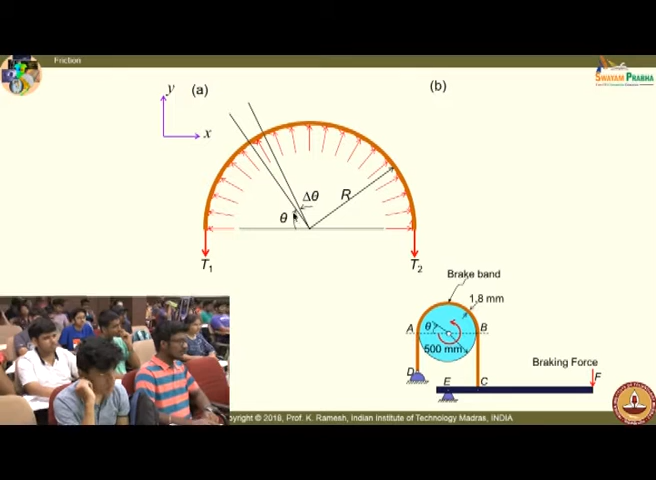 Friction
SWAYAM PRABHA
(a)
(b)
y
x
Δθ
R
θ
T1
T2
Brake band
1.8 mm
A
θ
B
500 mm
Braking Force
D
E
C
F
opyright © 2018, Prof. K. Ramesh, Indian Institute of Technology Madras, INDIA